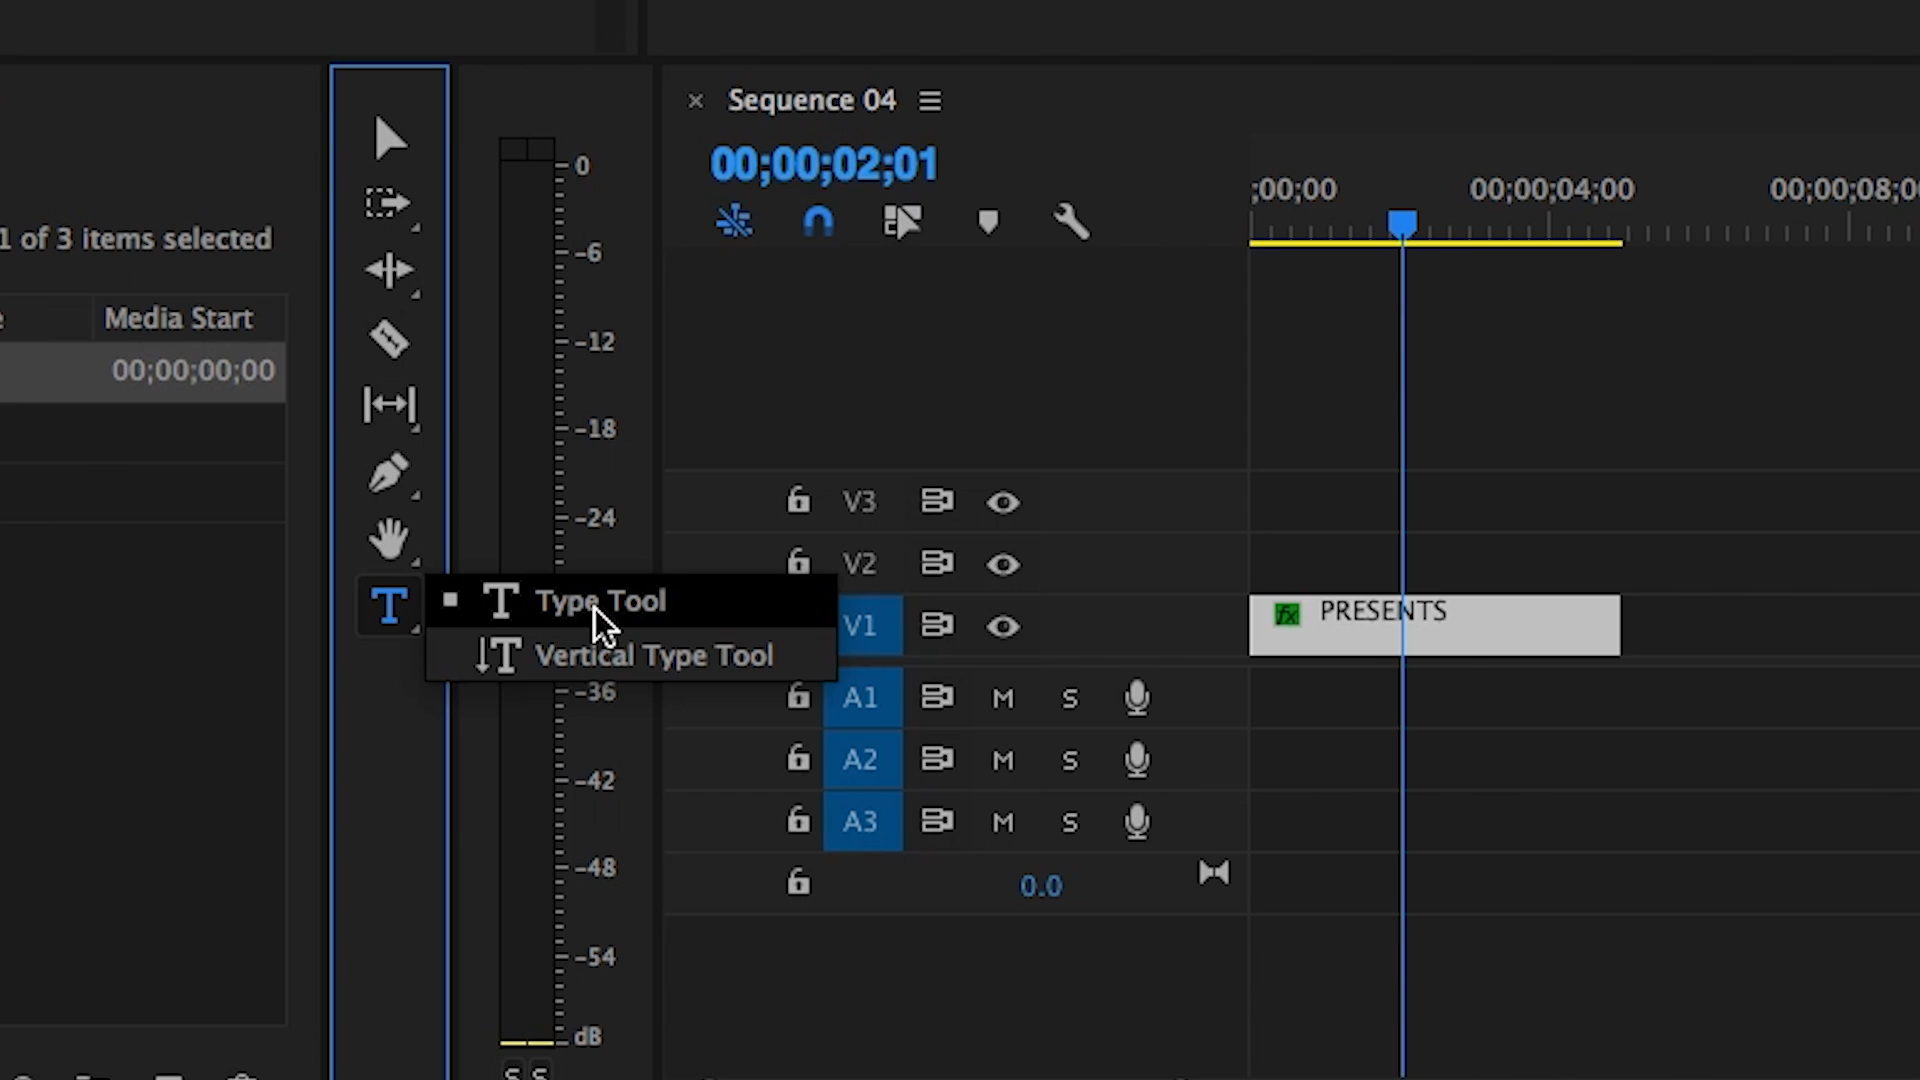 1 of 3 items selected
Media Start
00;00;00;00
0
-6
-12
-18
-24
-36
-42
-48
-54
dB
S S
Type Tool
Vertical Type Tool
Sequence 04
00;00;02;01
;00;00
00;00;04;00
00;00;08;0
V3
V2
V1
fx PRESENTS
A1 M S
A2 M S
A3 M S
0.0